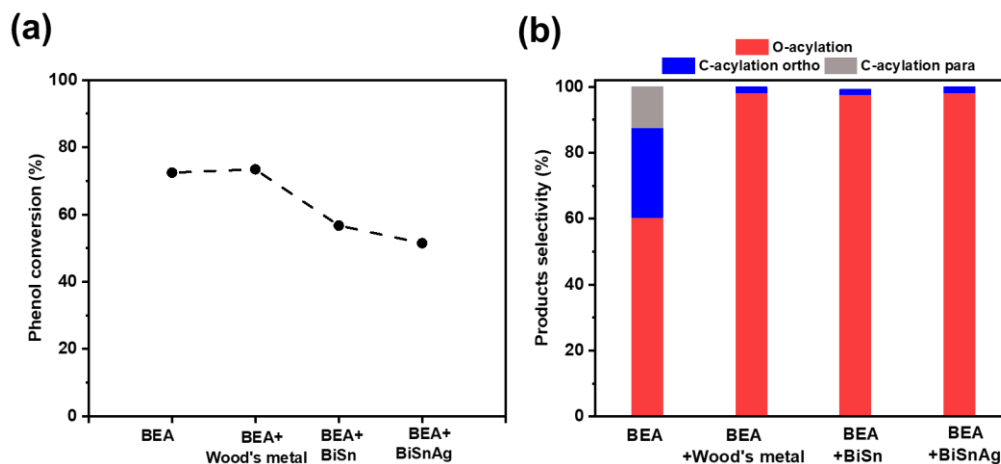 (a)
100
80
60
40
20
0
Phenol conversion (%)
BEA
BEA+
Wood's metal
BEA+
BiSn
BEA+
BiSnAg
(b)
O-acylation
C-acylation ortho
C-acylation para
100
80
60
40
20
0
Products selectivity (%)
BEA
BEA
+Wood's metal
BEA
+BiSn
BEA
+BiSnAg